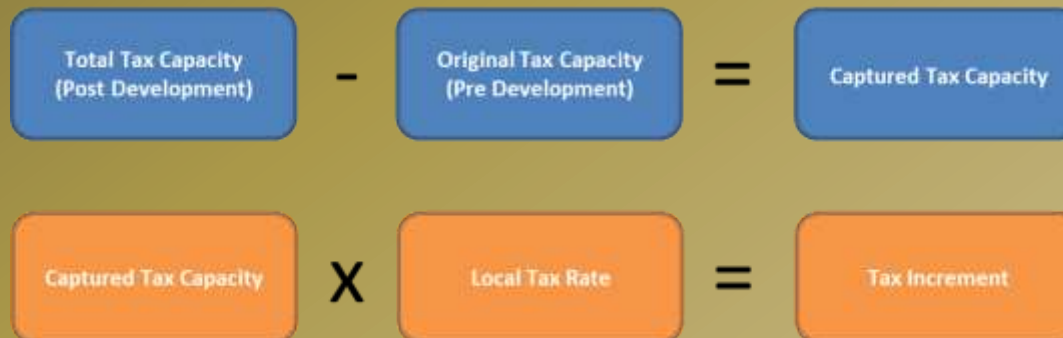 Total Tax Capacity
(Post Development)
-
Original Tax Capacity
(Pre Development)
=
Captured Tax Capacity
Captured Tax Capacity
X
Local Tax Rate
=
Tax Increment